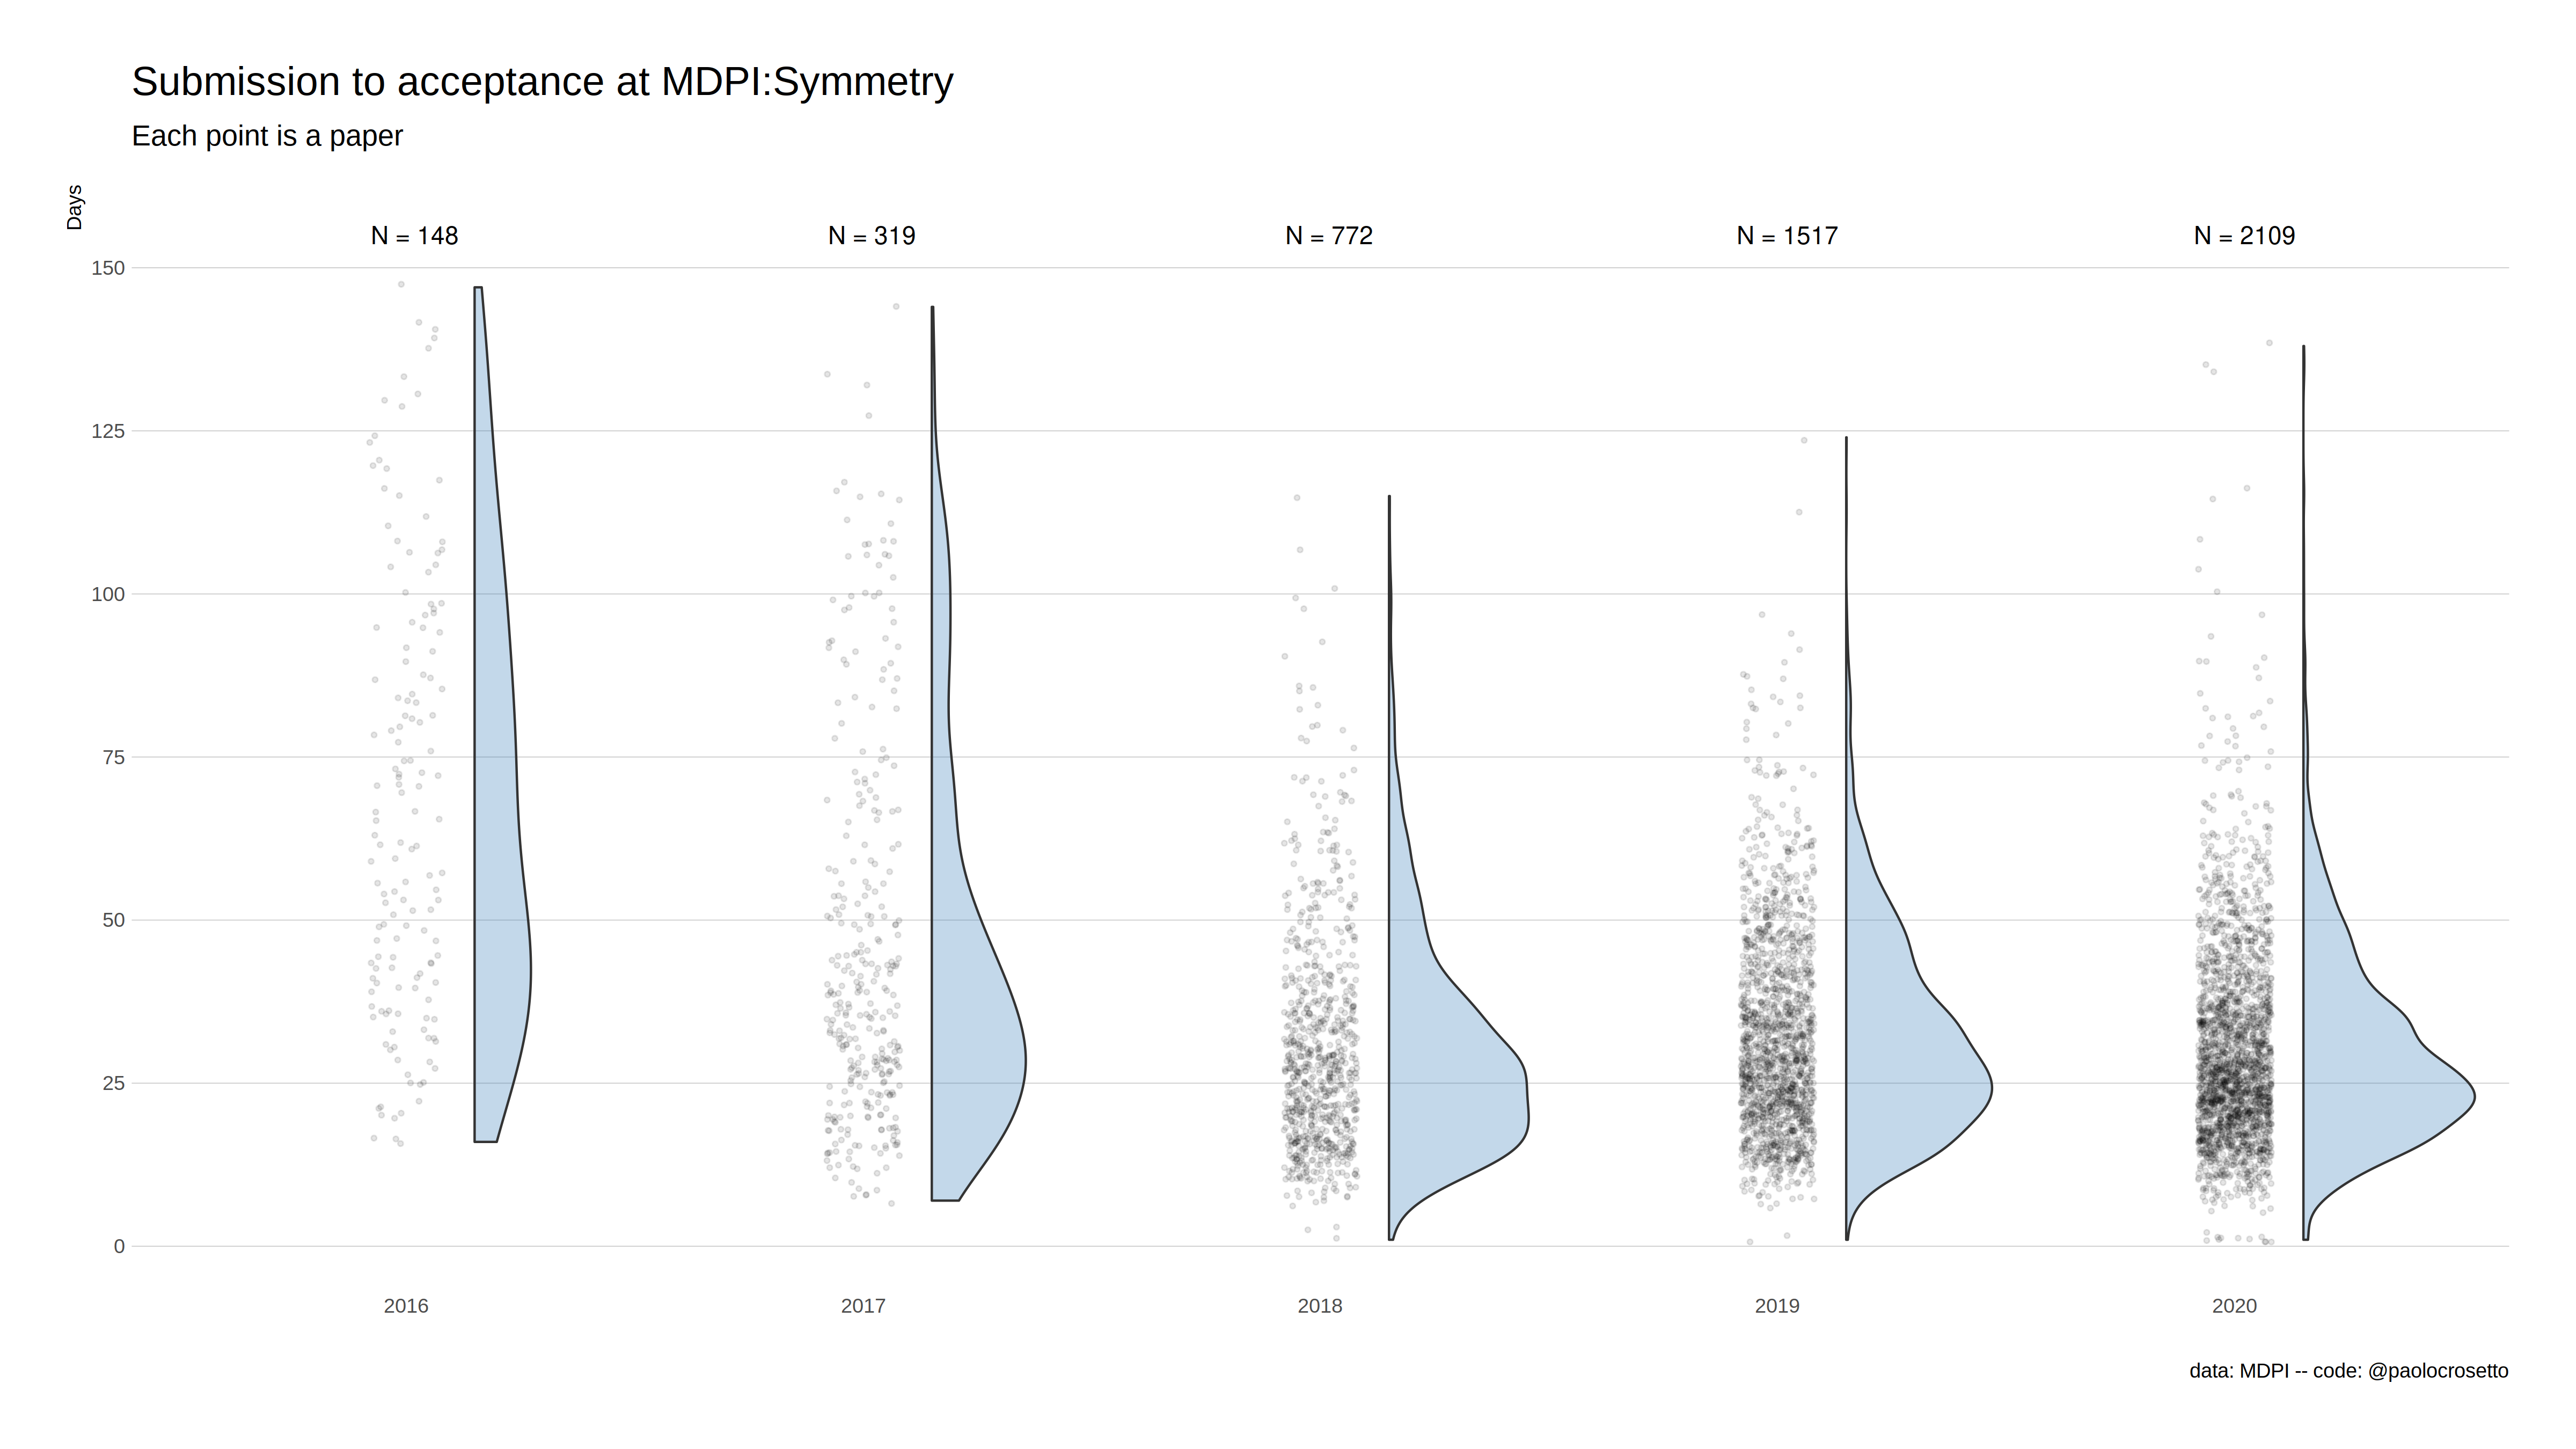 Submission to acceptance at MDPI:Symmetry
Each point is a paper
Days
N = 148 N = 319 N = 772 N = 1517 N = 2109
150
125
100
75
50
25
0
2016 2017 2018 2019 2020
data: MDPI -- code: @paolocrosetto